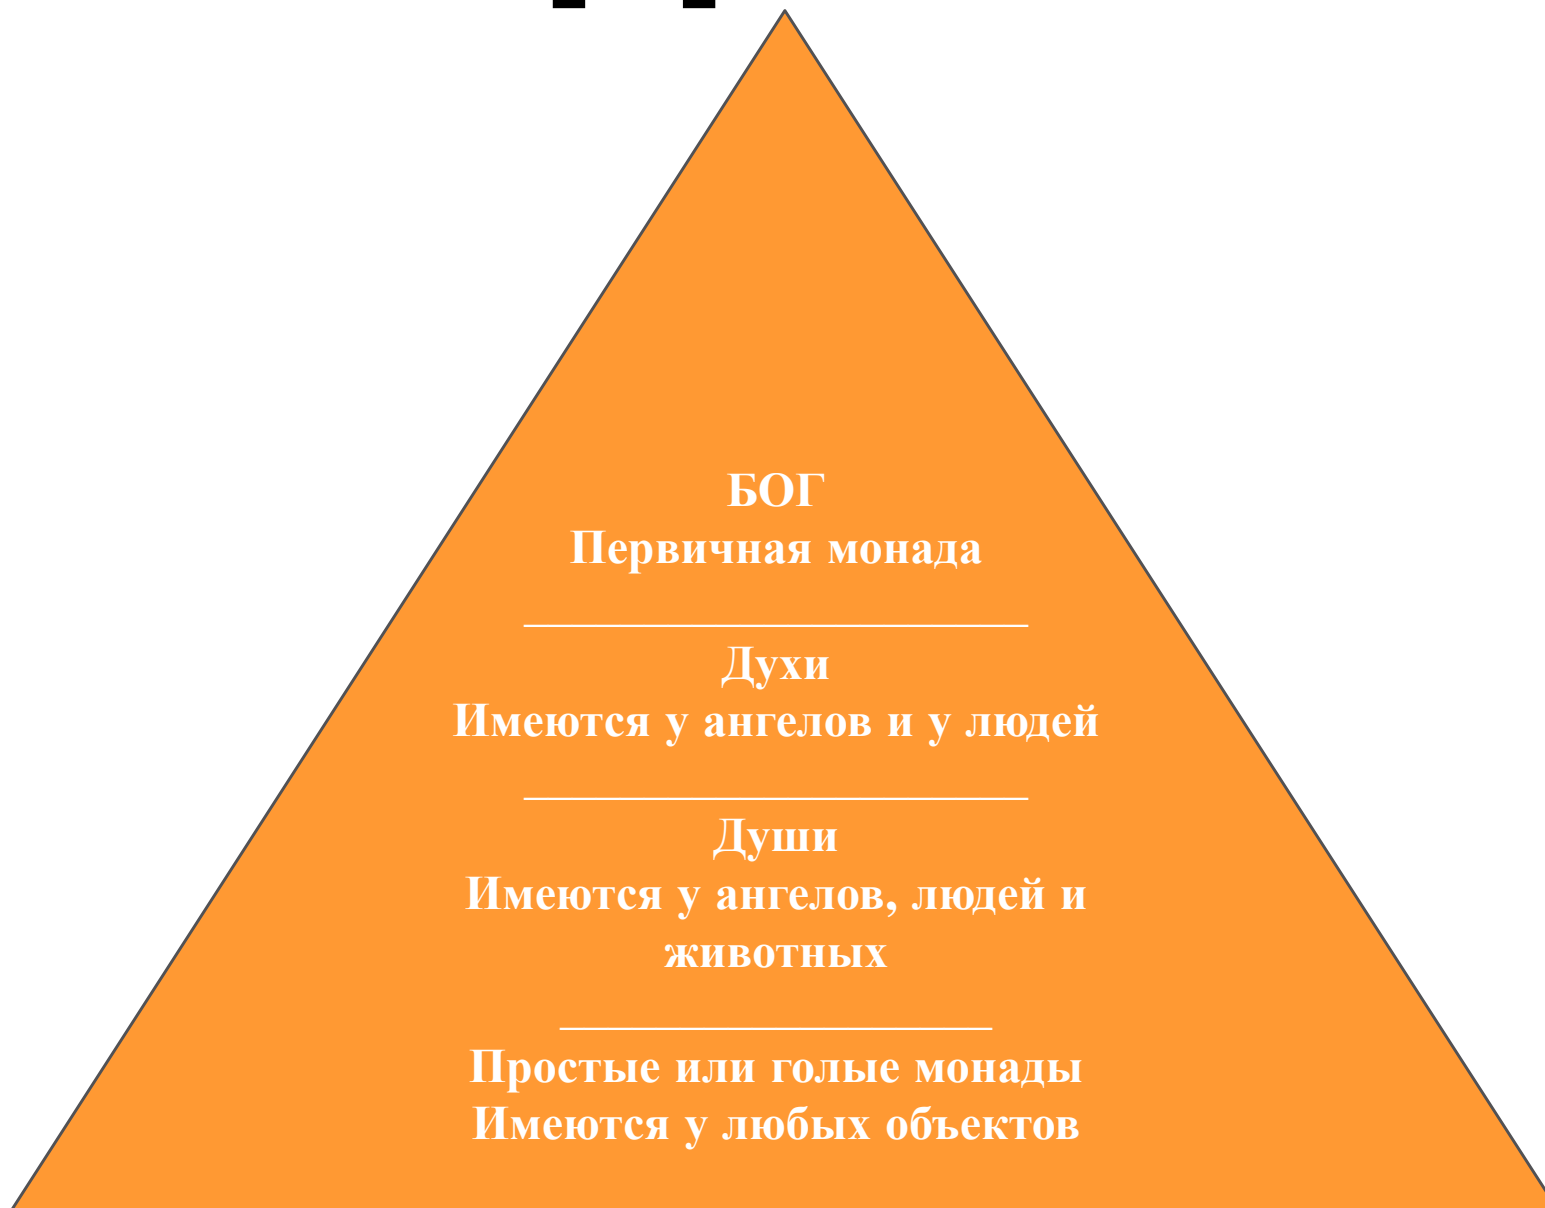 БОГ
Первичная монада
Духи
Имеются у ангелов и у людей
Души
Имеются у ангелов, людей и
животных
Простые или голые монады
Имеются у любых объектов